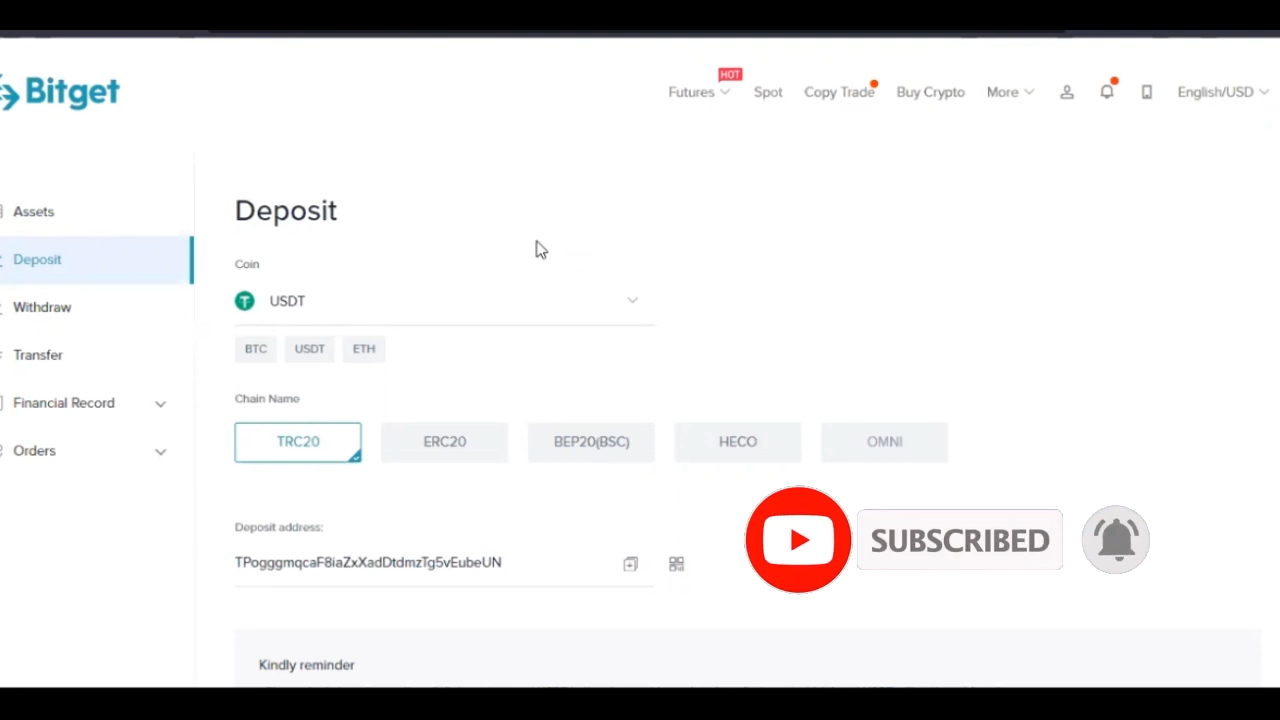 HOT
Bitget
Futures Spot Copy Trade Buy Crypto More English/USD
Assets
Deposit
Withdraw
Transfer
Financial Record
Orders
Deposit
Coin
USDT
BTC USDT ETH
Chain Name
TRC20 ERC20 BEP20(BSC) HECO OMNI
Deposit address:
TPogggmqcaF8iaZxXadDtdmzTg5vEubeUN
SUBSCRIBED
Kindly reminder